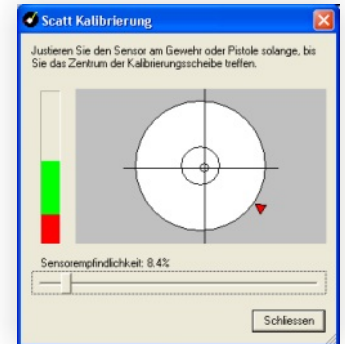 Scatt Kalibrierung
Justieren Sie den Sensor am Gewehr oder Pistole solange, bis
Sie das Zentrum der Kalibrierungsscheibe treffen.
Sensorempfindlichkeit: 8.4%
Schliessen